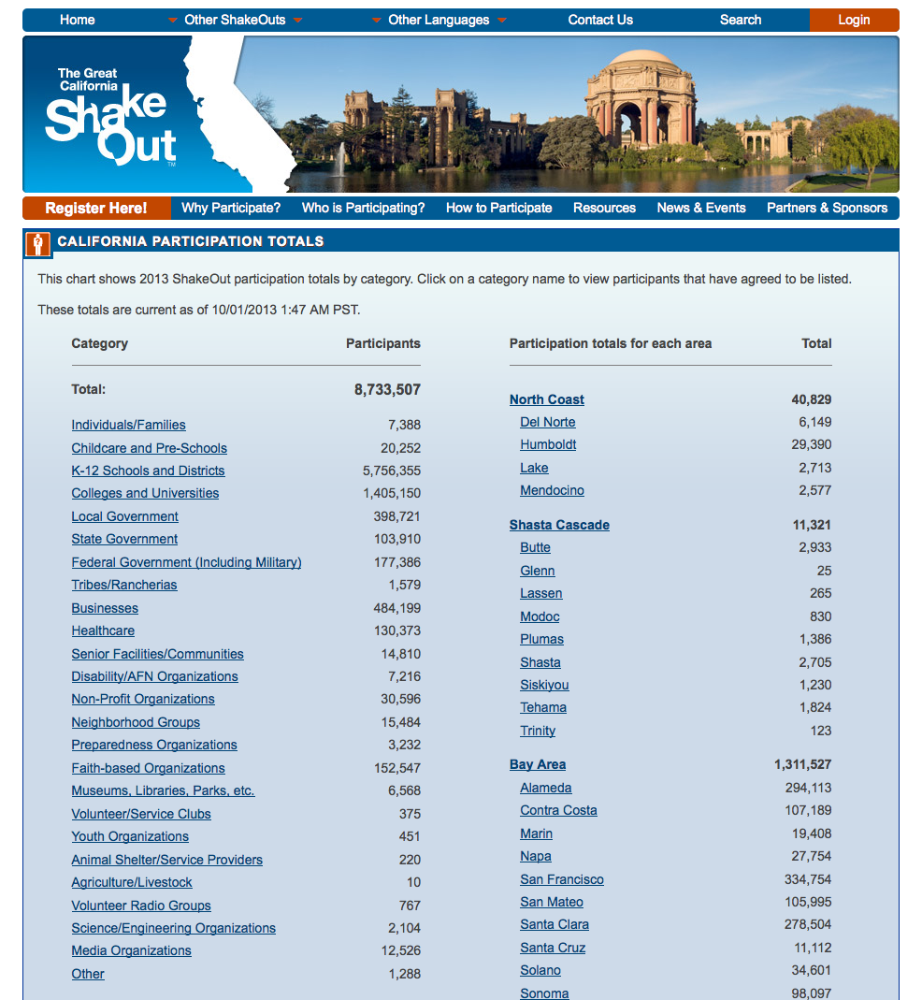 Home Other ShakeOuts Other Languages Contact Us Search Login
The Great
California
Shake
Out™
Register Here! Why Participate? Who is Participating? How to Participate Resources News & Events Partners & Sponsors
CALIFORNIA PARTICIPATION TOTALS
This chart shows 2013 ShakeOut participation totals by category. Click on a category name to view participants that have agreed to be listed.
These totals are current as of 10/01/2013 1:47 AM PST.
Category Participants
Total: 8,733,507
Individuals/Families 7,388
Childcare and Pre-Schools 20,252
K-12 Schools and Districts 5,756,355
Colleges and Universities 1,405,150
Local Government 398,721
State Government 103,910
Federal Government (Including Military) 177,386
Tribes/Rancherias 1,579
Businesses 484,199
Healthcare 130,373
Senior Facilities/Communities 14,810
Disability/AFN Organizations 7,216
Non-Profit Organizations 30,596
Neighborhood Groups 15,484
Preparedness Organizations 3,232
Faith-based Organizations 152,547
Museums, Libraries, Parks, etc. 6,568
Volunteer/Service Clubs 375
Youth Organizations 451
Animal Shelter/Service Providers 220
Agriculture/Livestock 10
Volunteer Radio Groups 767
Science/Engineering Organizations 2,104
Media Organizations 12,526
Other 1,288
Participation totals for each area Total
North Coast 40,829
Del Norte 6,149
Humboldt 29,390
Lake 2,713
Mendocino 2,577
Shasta Cascade 11,321
Butte 2,933
Glenn 25
Lassen 265
Modoc 830
Plumas 1,386
Shasta 2,705
Siskiyou 1,230
Tehama 1,824
Trinity 123
Bay Area 1,311,527
Alameda 294,113
Contra Costa 107,189
Marin 19,408
Napa 27,754
San Francisco 334,754
San Mateo 105,995
Santa Clara 278,504
Santa Cruz 11,112
Solano 34,601
Sonoma 98,097